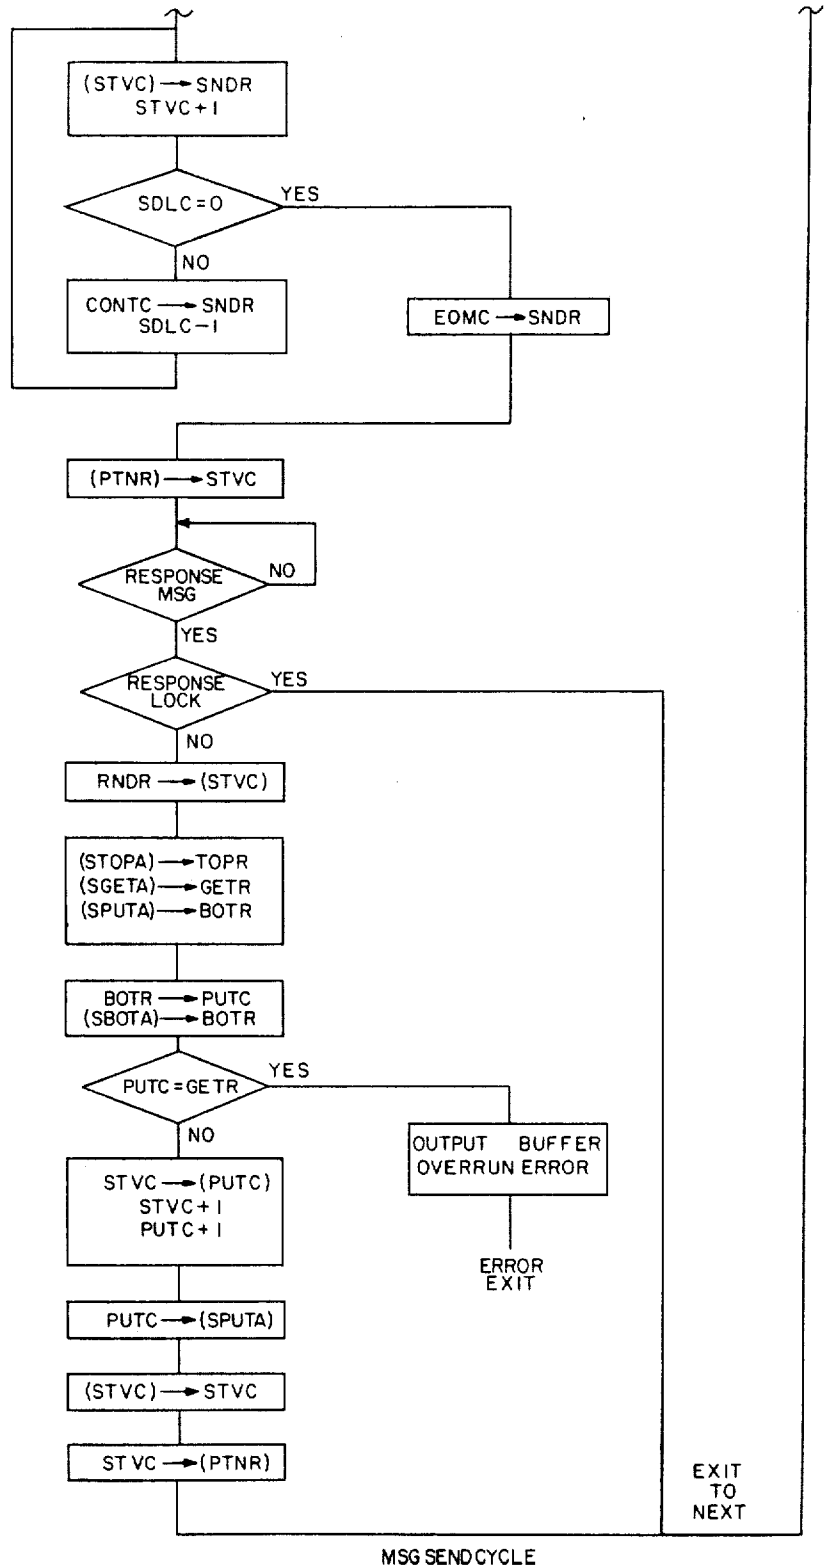 (STVC)→SNDR
STVC+1
SDLC=0
YES
NO
CONTC→SNDR
SDLC-1
EOMC→SNDR
(PTNR)→STVC
RESPONSE
MSG
NO
YES
RESPONSE
LOCK
YES
NO
RNDR→(STVC)
(STOPA)→TOPR
(SGETA)→GETR
(SPUTA)→BOTR
BOTR→PUTC
(SBOTA)→BOTR
PUTC=GETR
YES
NO
OUTPUT BUFFER
OVERRUN ERROR
ERROR
EXIT
STVC→(PUTC)
STVC+1
PUTC+1
PUTC→(SPUTA)
(STVC)→STVC
STVC→(PTNR)
EXIT
TO
NEXT
MSG SEND CYCLE